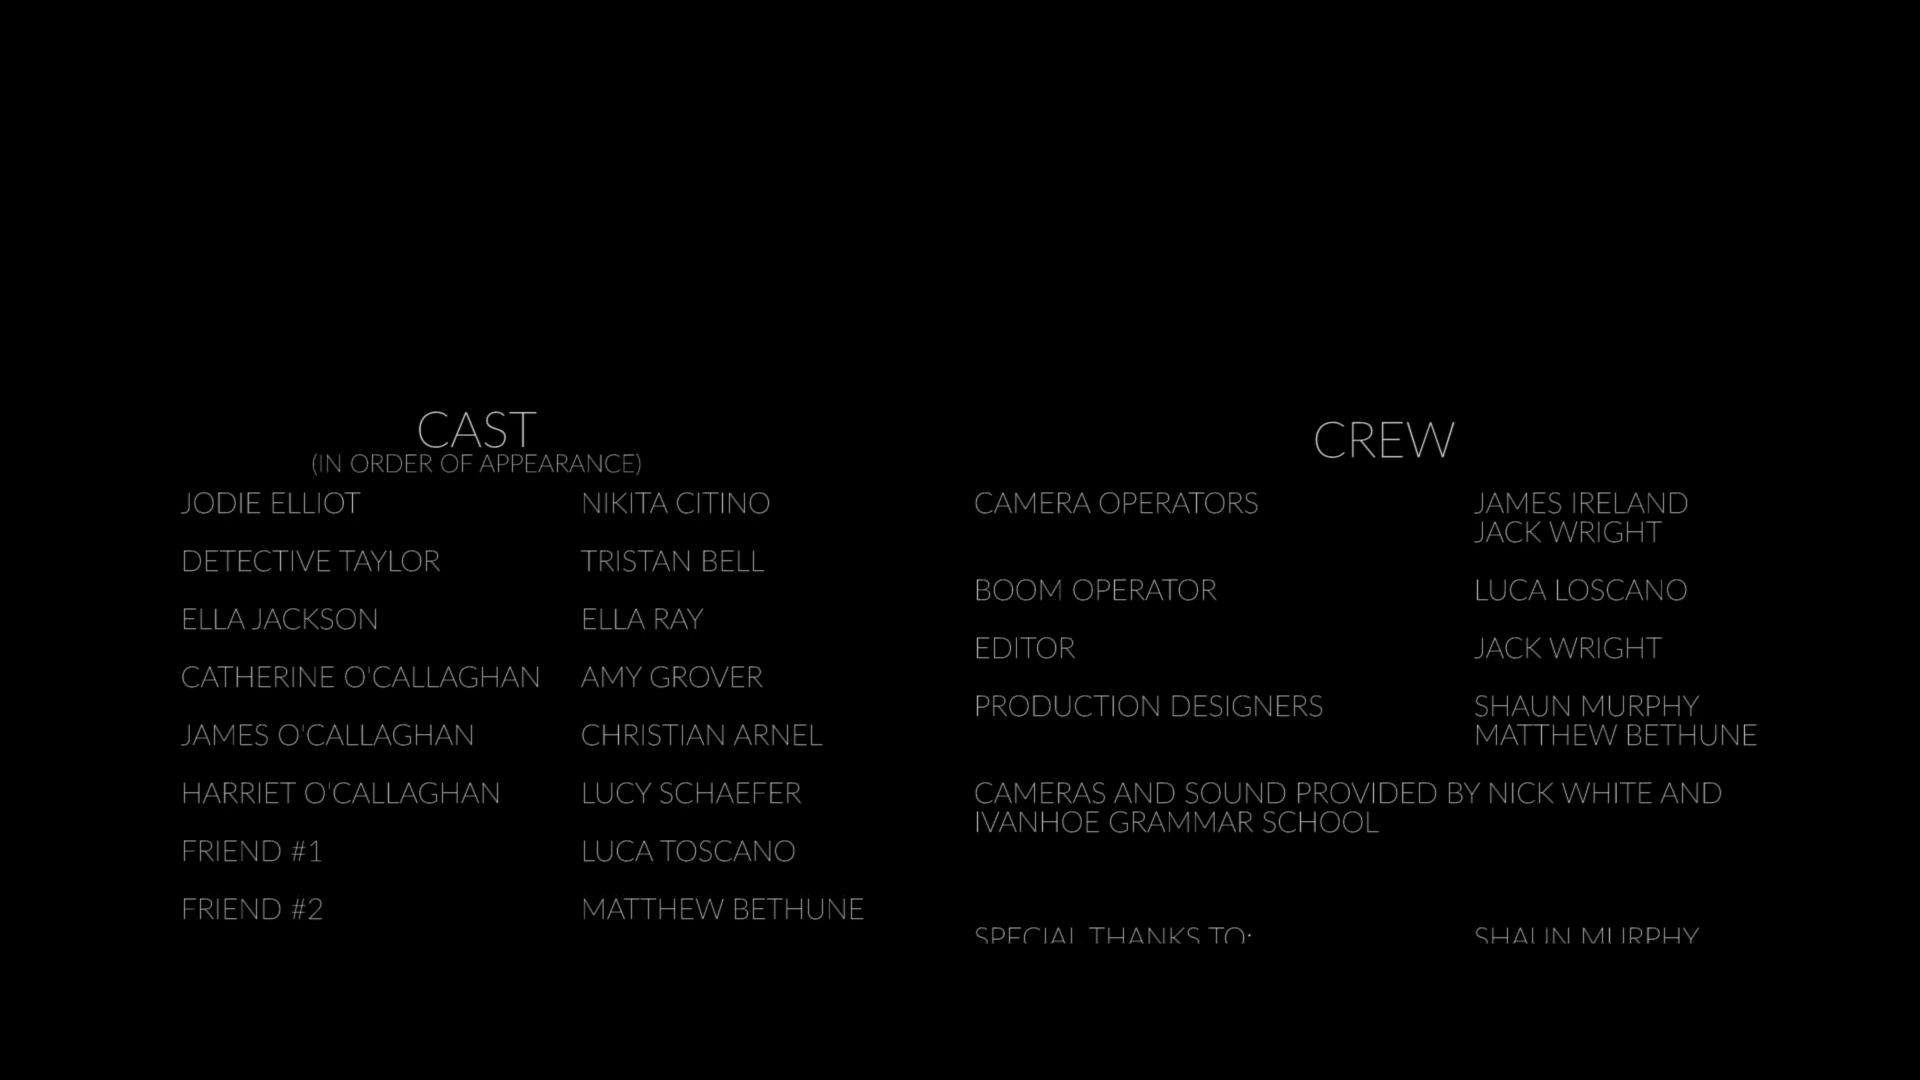 CAST
(IN ORDER OF APPEARANCE)
JODIE ELLIOT NIKITA CITINO
DETECTIVE TAYLOR TRISTAN BELL
ELLA JACKSON ELLA RAY
CATHERINE O'CALLAGHAN AMY GROVER
JAMES O'CALLAGHAN CHRISTIAN ARNEL
HARRIET O'CALLAGHAN LUCY SCHAEFER
FRIEND #1 LUCA TOSCANO
FRIEND #2 MATTHEW BETHUNE
CREW
CAMERA OPERATORS JAMES IRELAND
JACK WRIGHT
BOOM OPERATOR LUCA LOSCANO
EDITOR JACK WRIGHT
PRODUCTION DESIGNERS SHAUN MURPHY
MATTHEW BETHUNE
CAMERAS AND SOUND PROVIDED BY NICK WHITE AND
IVANHOE GRAMMAR SCHOOL
SPECIAL THANKS TO: SHAUN MURPHY